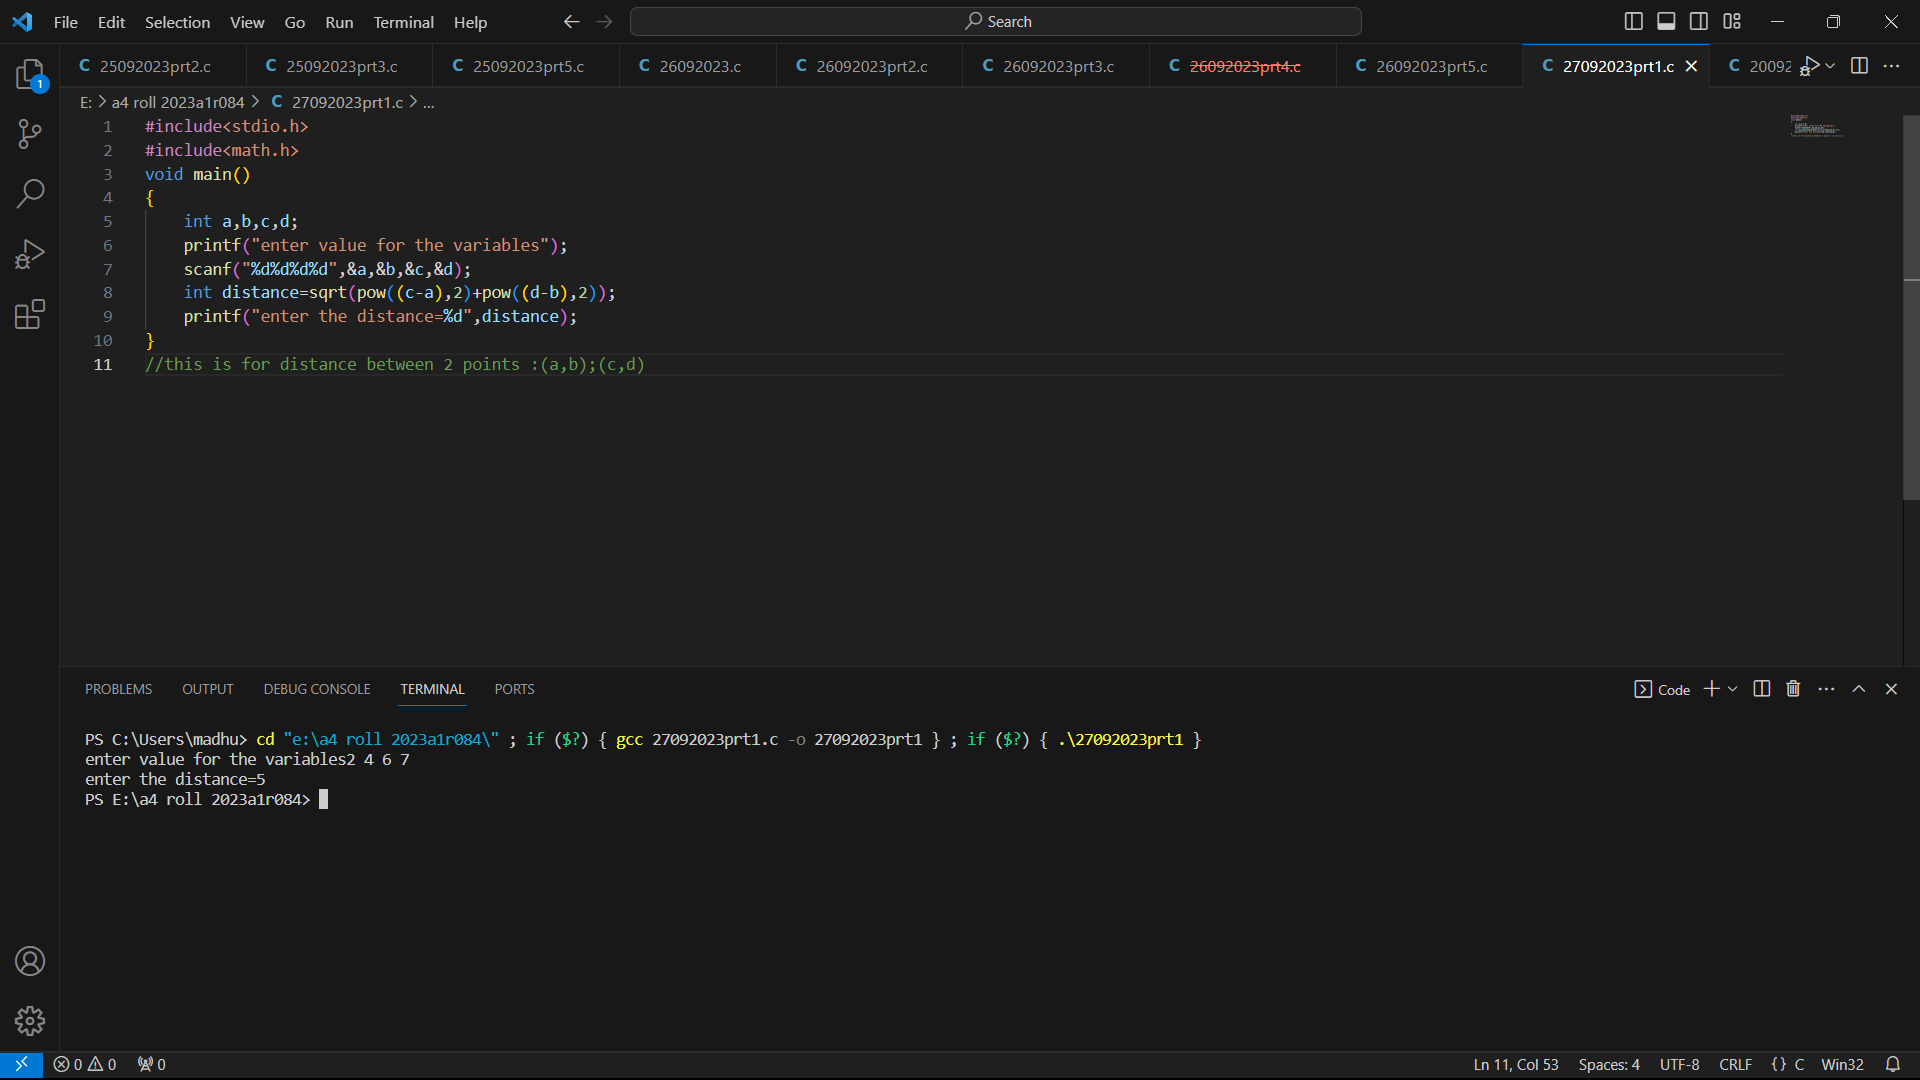 File Edit Selection View Go Run Terminal Help Search
25092023prt2.c 25092023prt3.c 25092023prt5.c 26092023.c 26092023prt2.c 26092023prt3.c 26092023prt4.c 26092023prt5.c 27092023prt1.c 20092
1
E: > a4 roll 2023a1r084 > C 27092023prt1.c > ...
1 #include<stdio.h>
2 #include<math.h>
3 void main()
4 {
5 int a,b,c,d;
6 printf("enter value for the variables");
7 scanf("%d%d%d%d",&a,&b,&c,&d);
8 int distance=sqrt(pow((c-a),2)+pow((d-b),2));
9 printf("enter the distance=%d",distance);
10 }
11 //this is for distance between 2 points :(a,b);(c,d)
PROBLEMS OUTPUT DEBUG CONSOLE TERMINAL PORTS Code
PS C:\Users\madhu> cd "e:\a4 roll 2023a1r084\" ; if ($?) { gcc 27092023prt1.c -o 27092023prt1 } ; if ($?) { .\27092023prt1 }
enter value for the variables2 4 6 7
enter the distance=5
PS E:\a4 roll 2023a1r084>
0 0 0 Ln 11, Col 53 Spaces: 4 UTF-8 CRLF {} C Win32